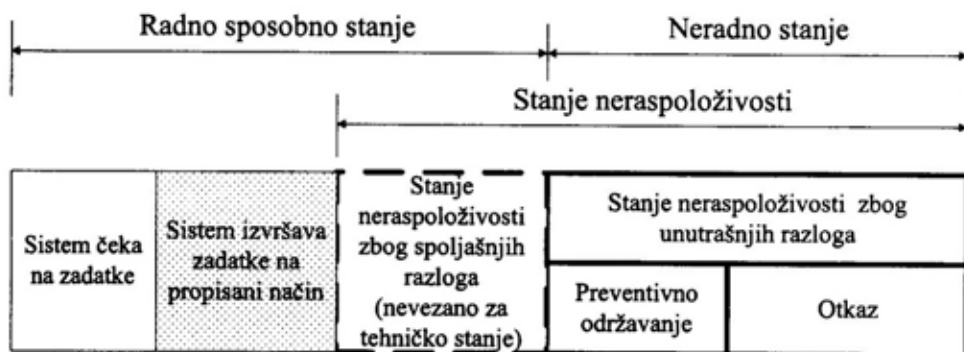 Radno sposobno stanje
Neradno stanje
Stanje neraspoloživosti
Sistem čeka
na zadatke
Sistem izvršava
zadatke na
propisani način
Stanje
neraspoloživosti
zbog spoljašnjih
razloga
(nevezano za
tehničko stanje)
Stanje neraspoloživosti zbog
unutrašnjih razloga
Preventivno
održavanje
Otkaz